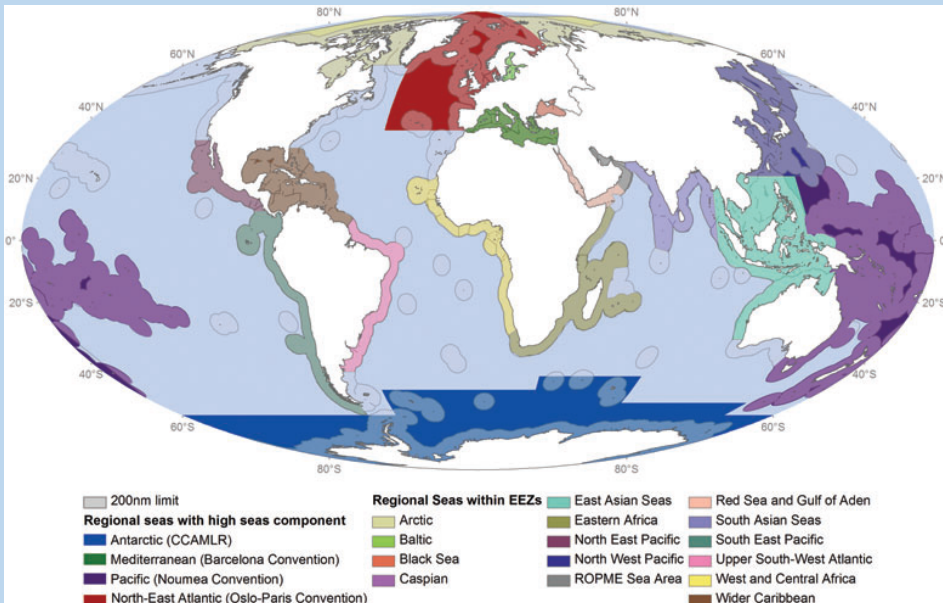 80°N 80°N
60°N 60°N
40°N 40°N
20°N 20°N
0° 0°
20°S 20°S
40°S 40°S
60°S 60°S
80°S 80°S
200nm limit
Regional seas with high seas component
Antarctic (CCAMLR)
Mediterranean (Barcelona Convention)
Pacific (Noumea Convention)
North-East Atlantic (Oslo-Paris Convention)
Regional Seas within EEZs
Arctic
Baltic
Black Sea
Caspian
East Asian Seas
Eastern Africa
North East Pacific
North West Pacific
ROPME Sea Area
Red Sea and Gulf of Aden
South Asian Seas
South East Pacific
Upper South-West Atlantic
West and Central Africa
Wider Caribbean